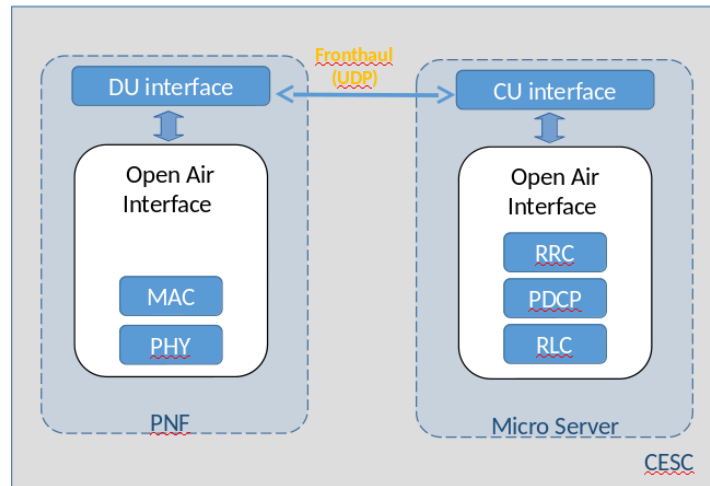 Fronthaul
(UDP)
DU interface
CU interface
Open Air
Interface
MAC
PHY
PNF
Open Air
Interface
RRC
PDCP
RLC
Micro Server
CESC